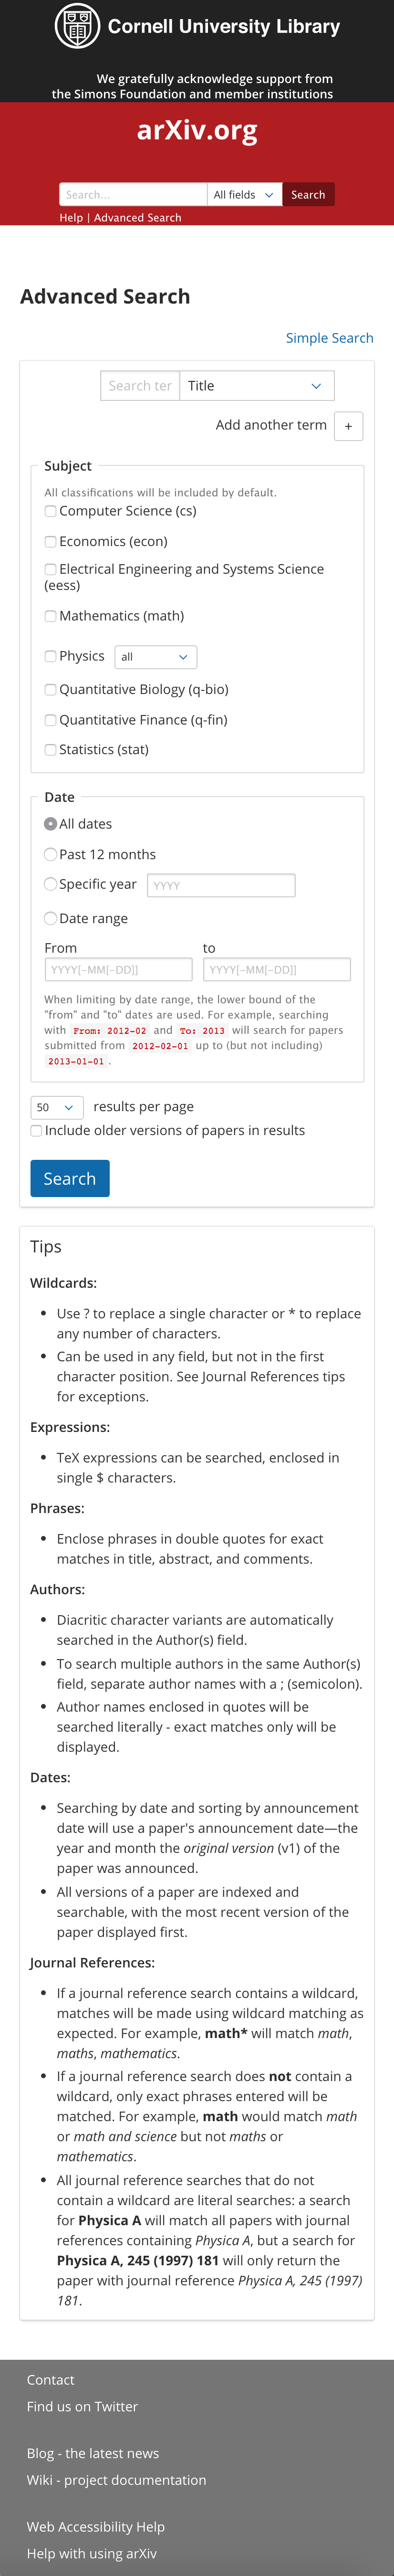 Cornell University Library
We gratefully acknowledge support from
the Simons Foundation and member institutions
arXiv.org
Search...
All fields
Search
Help | Advanced Search
Advanced Search
Simple Search
Search ter
Title
Add another term
+
Subject
All classifications will be included by default.
Computer Science (cs)
Economics (econ)
Electrical Engineering and Systems Science
(eess)
Mathematics (math)
Physics
all
Quantitative Biology (q-bio)
Quantitative Finance (q-fin)
Statistics (stat)
Date
All dates
Past 12 months
Specific year
YYYY
Date range
From
to
YYYY[-MM[-DD]]
YYYY[-MM[-DD]]
When limiting by date range, the lower bound of the
"from" and "to" dates are used. For example, searching
with From: 2012-02 and To: 2013 will search for papers
submitted from 2012-02-01 up to (but not including)
2013-01-01.
50
results per page
Include older versions of papers in results
Search
Tips
Wildcards:
• Use ? to replace a single character or * to replace
any number of characters.
• Can be used in any field, but not in the first
character position. See Journal References tips
for exceptions.
Expressions:
• TeX expressions can be searched, enclosed in
single $ characters.
Phrases:
• Enclose phrases in double quotes for exact
matches in title, abstract, and comments.
Authors:
• Diacritic character variants are automatically
searched in the Author(s) field.
• To search multiple authors in the same Author(s)
field, separate author names with a ; (semicolon).
• Author names enclosed in quotes will be
searched literally - exact matches only will be
displayed.
Dates:
• Searching by date and sorting by announcement
date will use a paper's announcement date—the
year and month the original version (v1) of the
paper was announced.
• All versions of a paper are indexed and
searchable, with the most recent version of the
paper displayed first.
Journal References:
• If a journal reference search contains a wildcard,
matches will be made using wildcard matching as
expected. For example, math* will match math,
maths, mathematics.
• If a journal reference search does not contain a
wildcard, only exact phrases entered will be
matched. For example, math would match math
or math and science but not maths or
mathematics.
• All journal reference searches that do not
contain a wildcard are literal searches: a search
for Physica A will match all papers with journal
references containing Physica A, but a search for
Physica A, 245 (1997) 181 will only return the
paper with journal reference Physica A, 245 (1997)
181.
Contact
Find us on Twitter
Blog - the latest news
Wiki - project documentation
Web Accessibility Help
Help with using arXiv